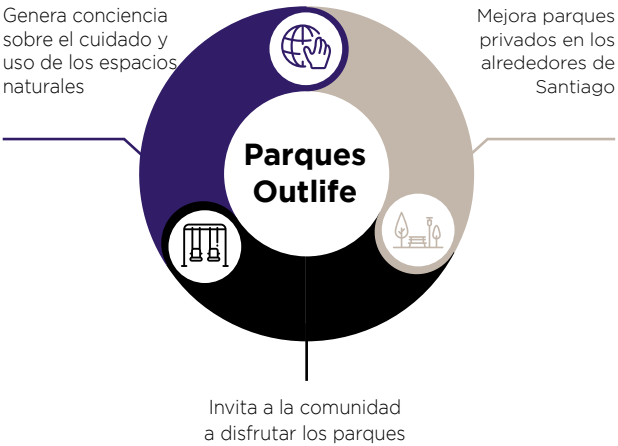 Genera conciencia
sobre el cuidado y
uso de los espacios
naturales
Mejora parques
privados en los
alrededores de
Santiago
Parques
Outlife
Invita a la comunidad
a disfrutar los parques